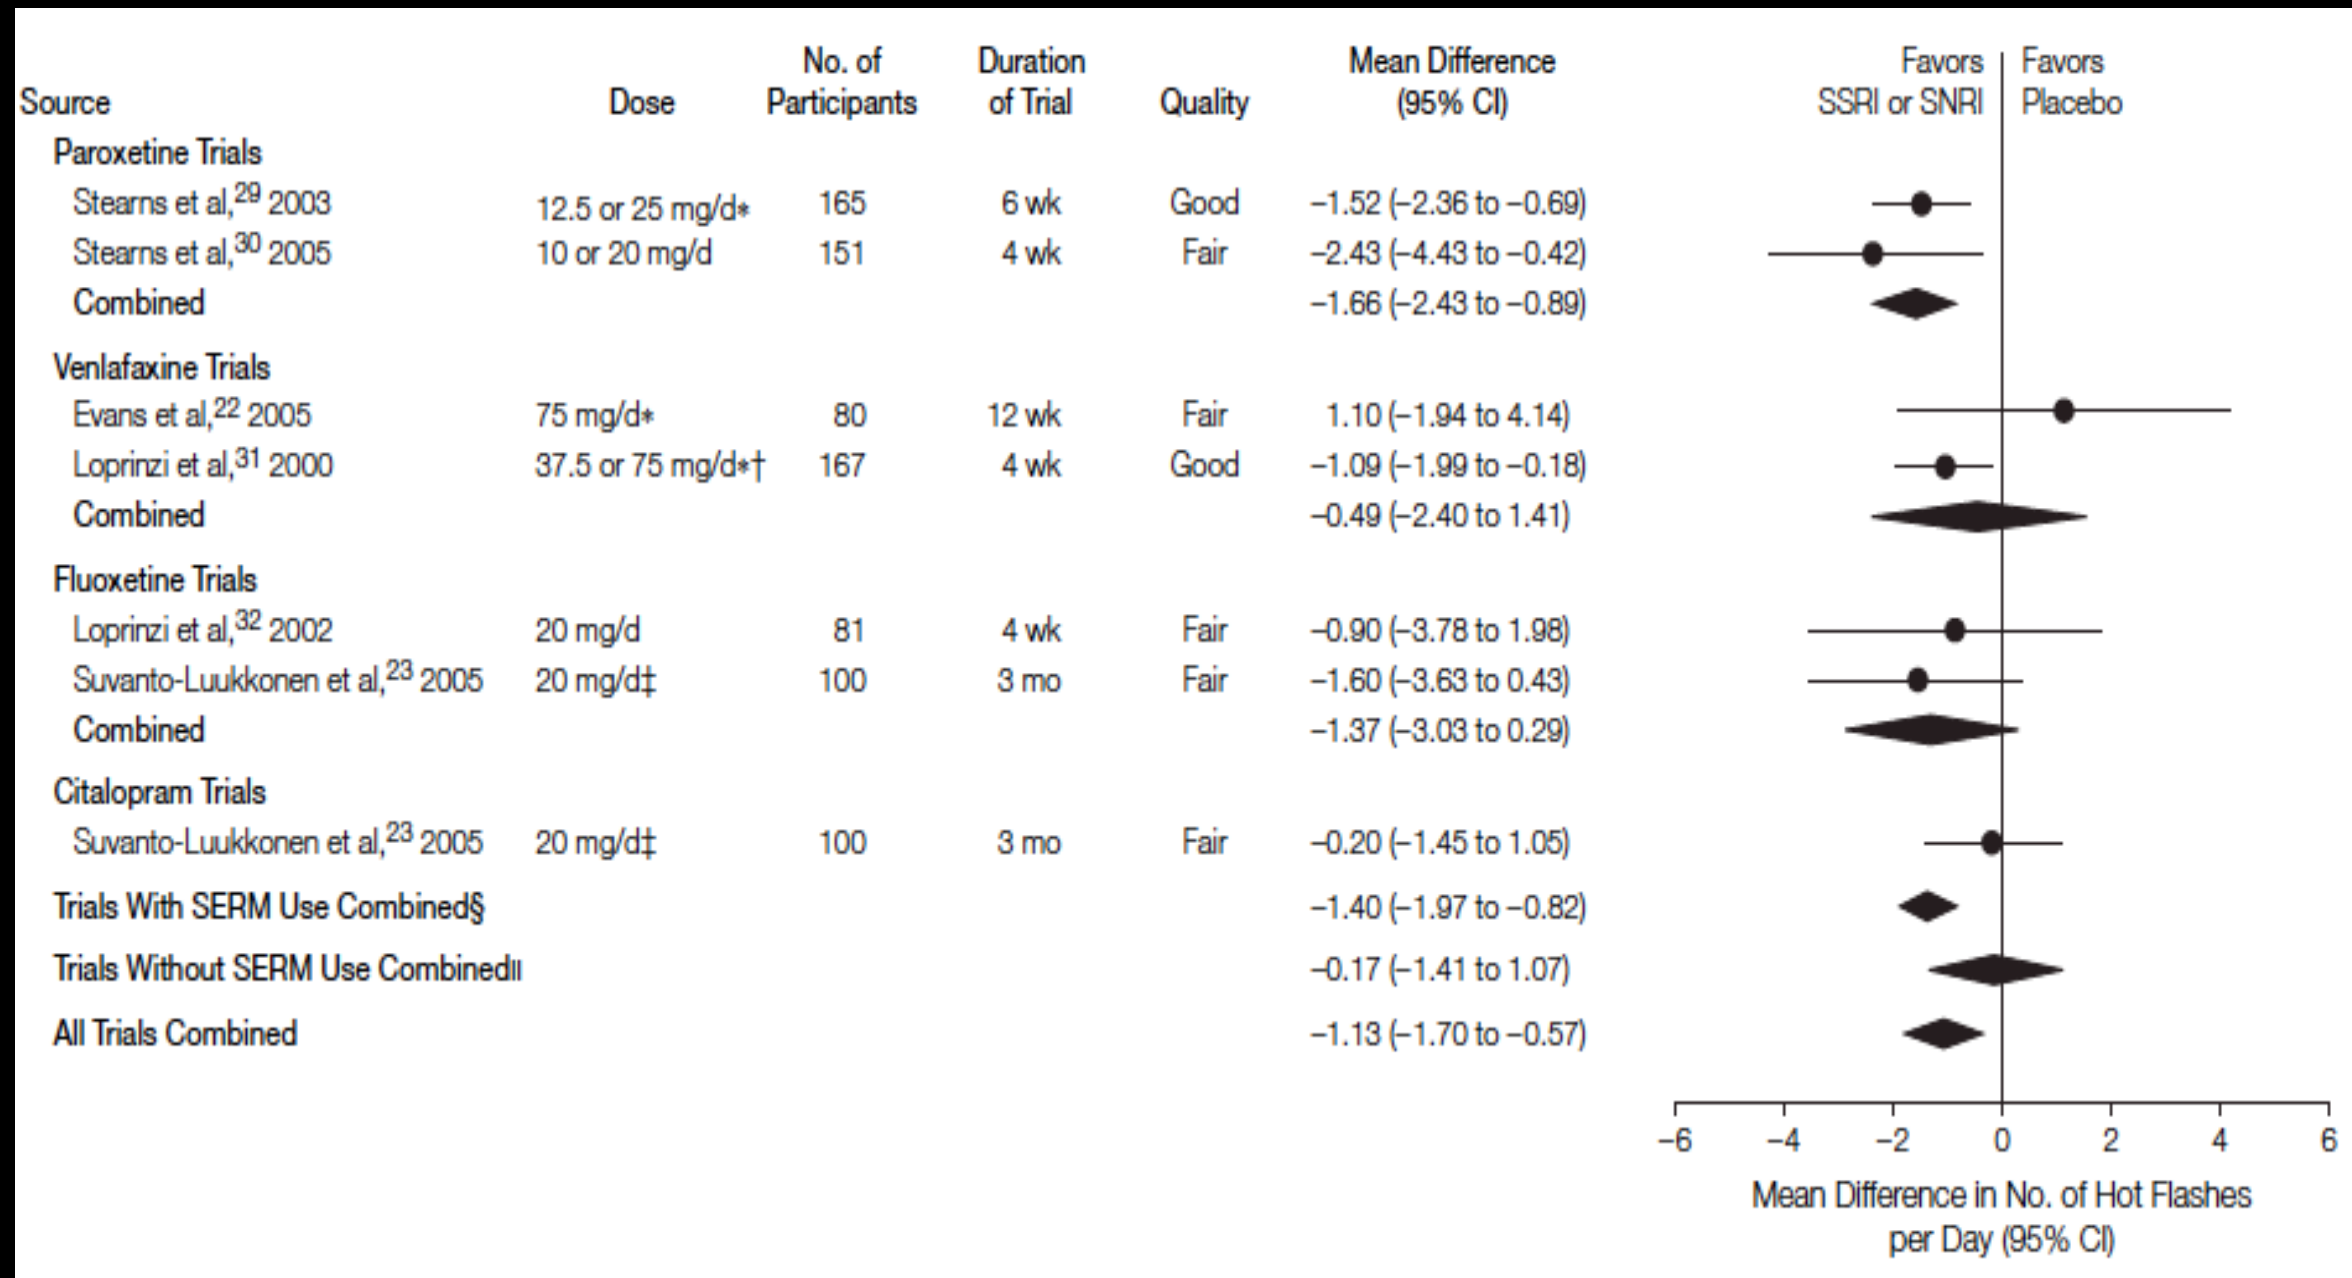 No. of Duration Mean Difference Favors Favors
Source Dose Participants of Trial Quality (95% CI) SSRI or SNRI Placebo
Paroxetine Trials
Stearns et al,29 2003 12.5 or 25 mg/d* 165 6 wk Good −1.52 (−2.36 to −0.69)
Stearns et al,30 2005 10 or 20 mg/d 151 4 wk Fair −2.43 (−4.43 to −0.42)
Combined −1.66 (−2.43 to −0.89)
Venlafaxine Trials
Evans et al,22 2005 75 mg/d* 80 12 wk Fair 1.10 (−1.94 to 4.14)
Loprinzi et al,31 2000 37.5 or 75 mg/d*† 167 4 wk Good −1.09 (−1.99 to −0.18)
Combined −0.49 (−2.40 to 1.41)
Fluoxetine Trials
Loprinzi et al,32 2002 20 mg/d 81 4 wk Fair −0.90 (−3.78 to 1.98)
Suvanto-Luukkonen et al,23 2005 20 mg/d‡ 100 3 mo Fair −1.60 (−3.63 to 0.43)
Combined −1.37 (−3.03 to 0.29)
Citalopram Trials
Suvanto-Luukkonen et al,23 2005 20 mg/d‡ 100 3 mo Fair −0.20 (−1.45 to 1.05)
Trials With SERM Use Combined§ −1.40 (−1.97 to −0.82)
Trials Without SERM Use Combined|| −0.17 (−1.41 to 1.07)
All Trials Combined −1.13 (−1.70 to −0.57)
−6 −4 −2 0 2 4 6
Mean Difference in No. of Hot Flashes
per Day (95% CI)